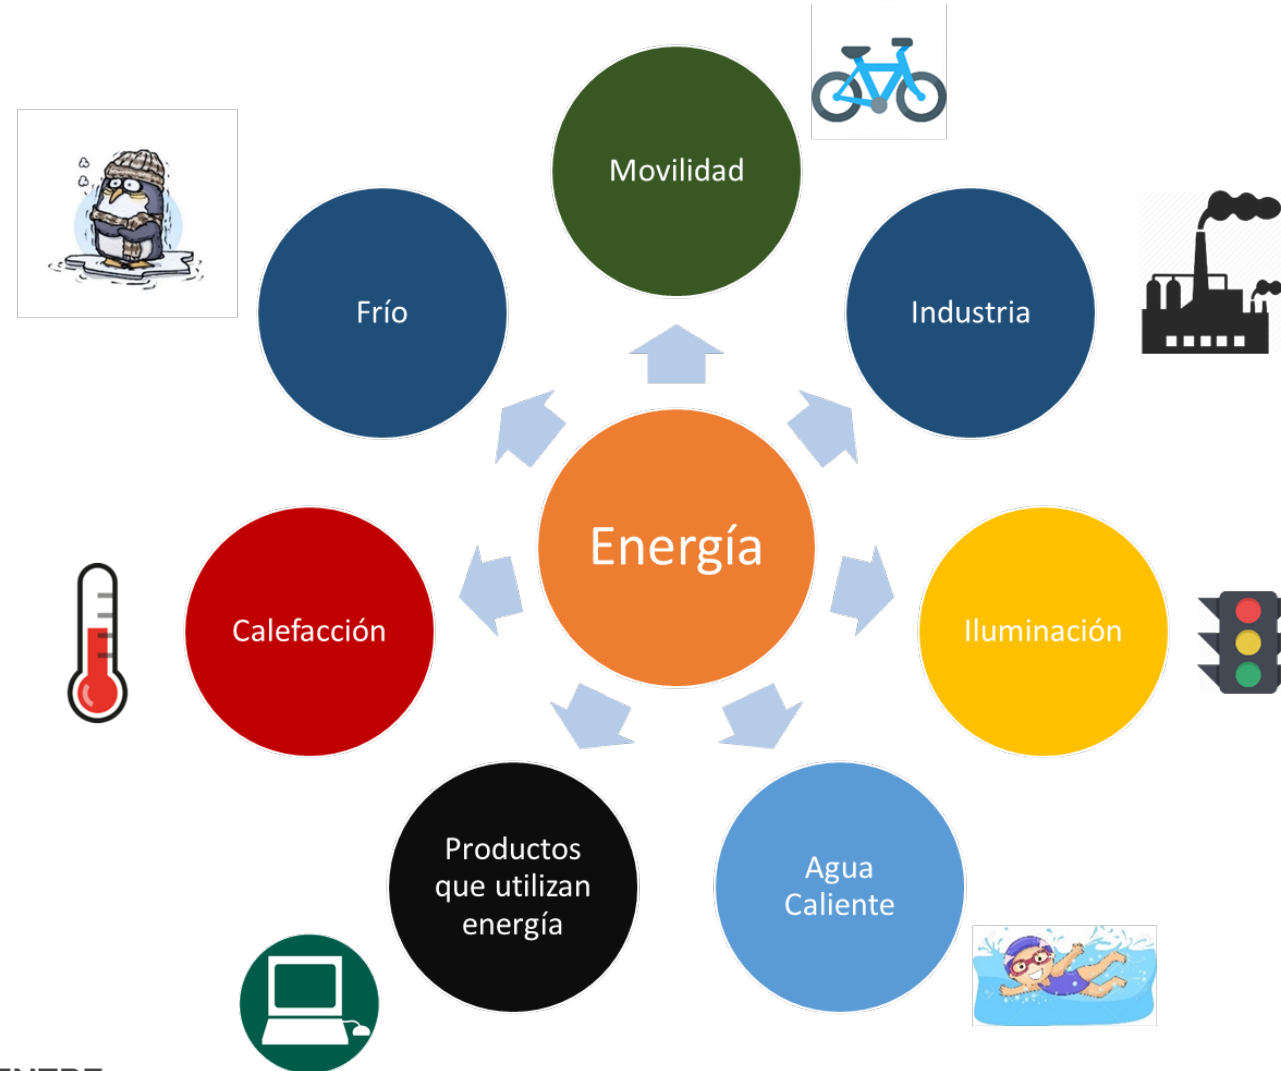 Movilidad
Frío
Industria
Energía
Calefacción
Iluminación
Productos
que utilizan
energía
Agua
Caliente